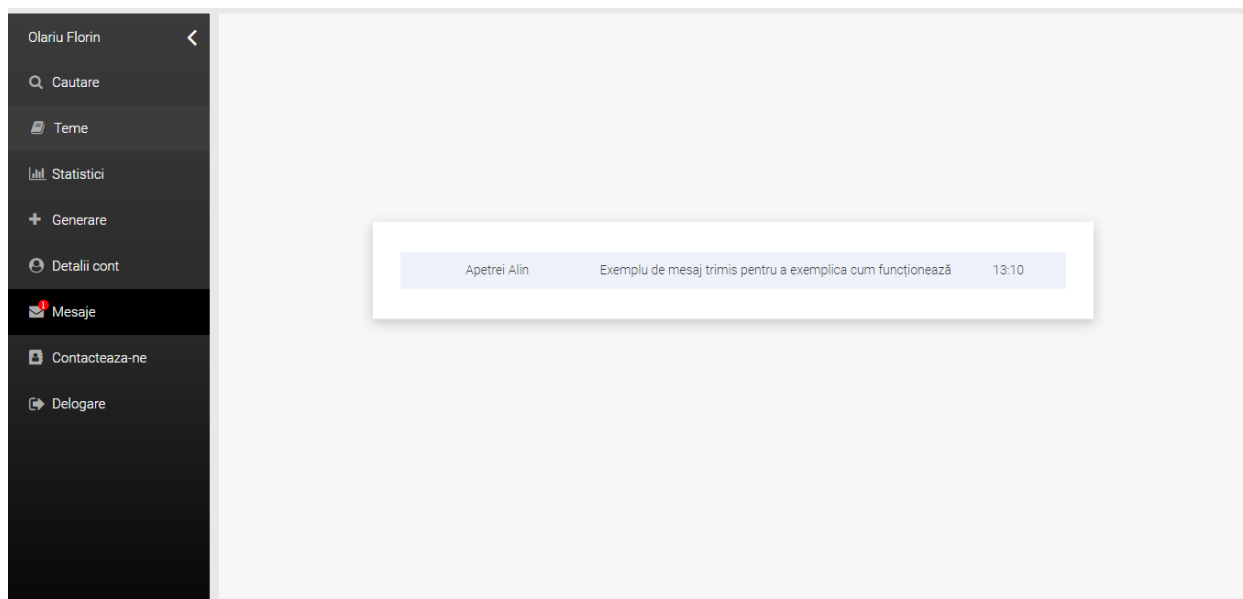 Olariu Florin
Cautare
Teme
Statistici
Generare
Detalii cont
1
Mesaje
Contacteaza-ne
Delogare
Apetrei Alin Exemplu de mesaj trimis pentru a exemplica cum funcționează 13:10